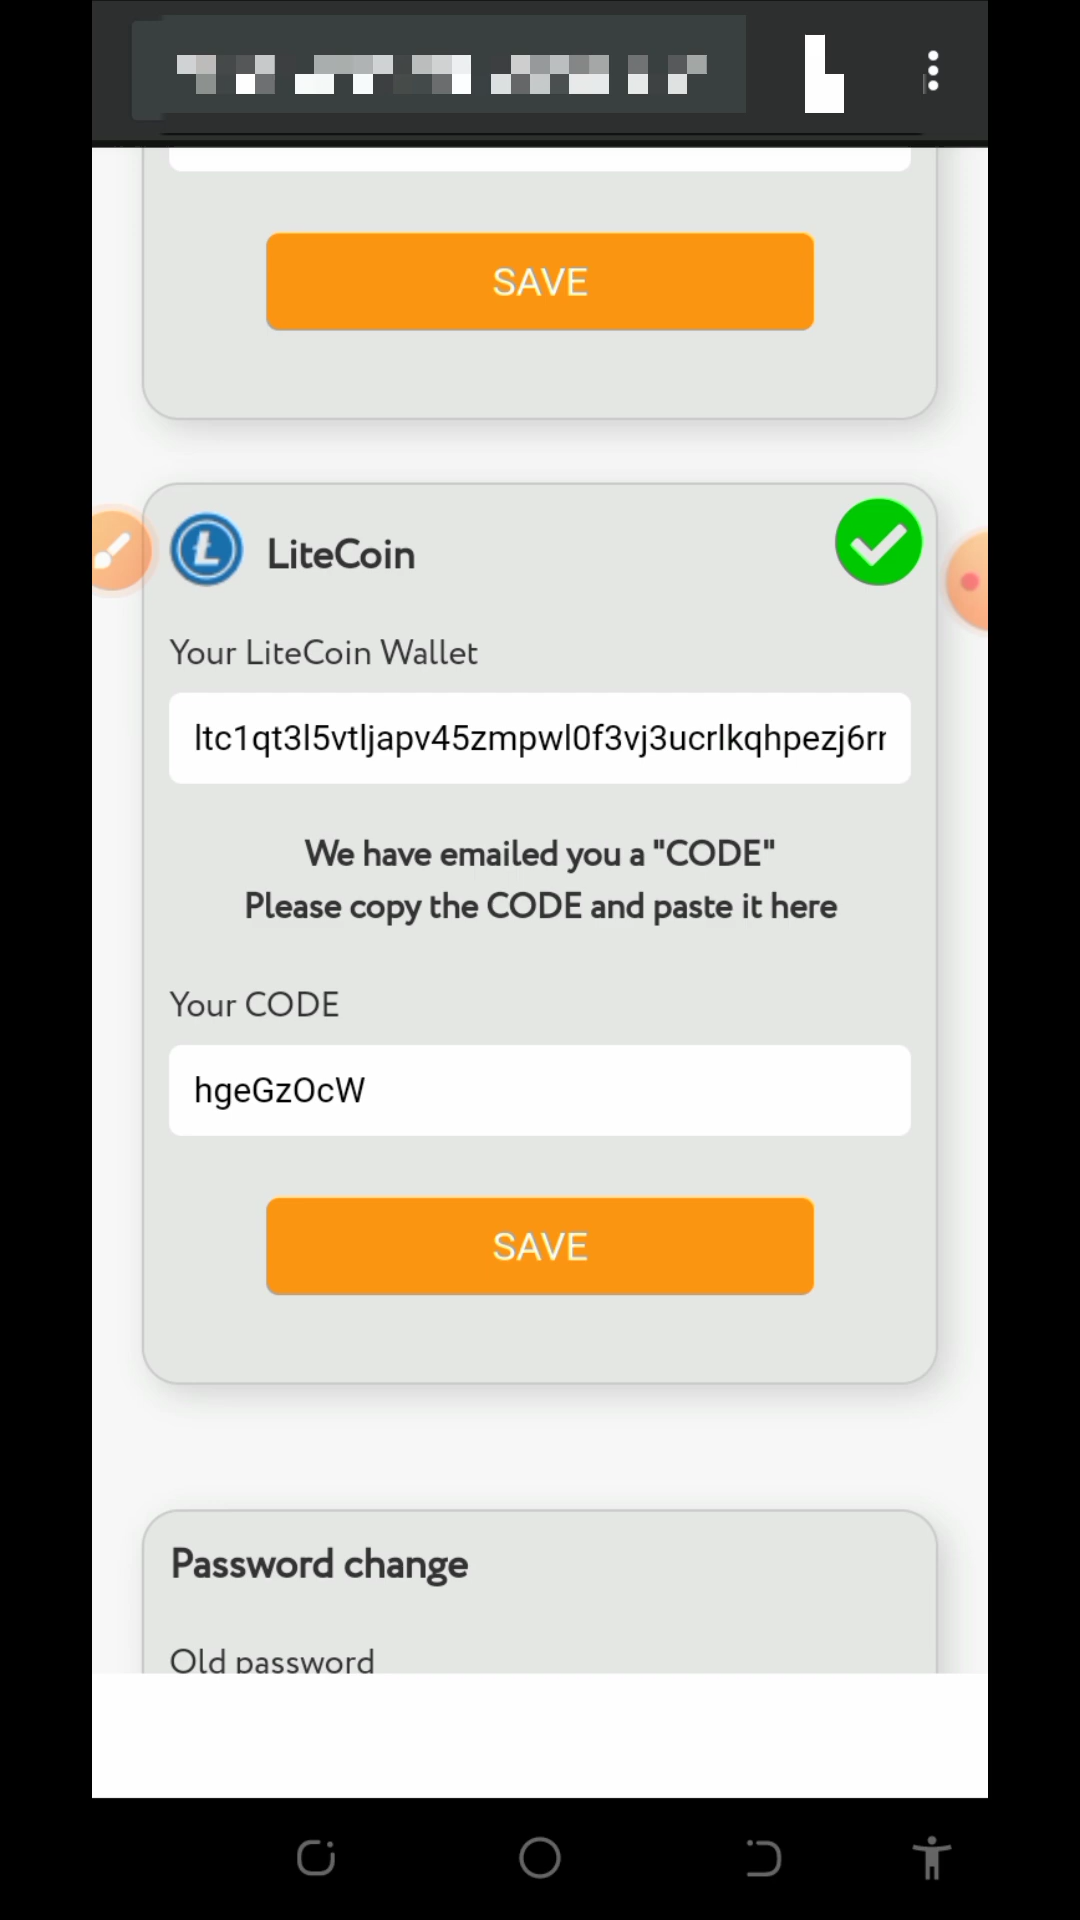 SAVE
LiteCoin
Your LiteCoin Wallet
ltc1qt3l5vtljapv45zmpwl0f3vj3ucrlkqhpezj6rr
We have emailed you a "CODE"
Please copy the CODE and paste it here
Your CODE
hgeGzOcW
SAVE
Password change
Old password